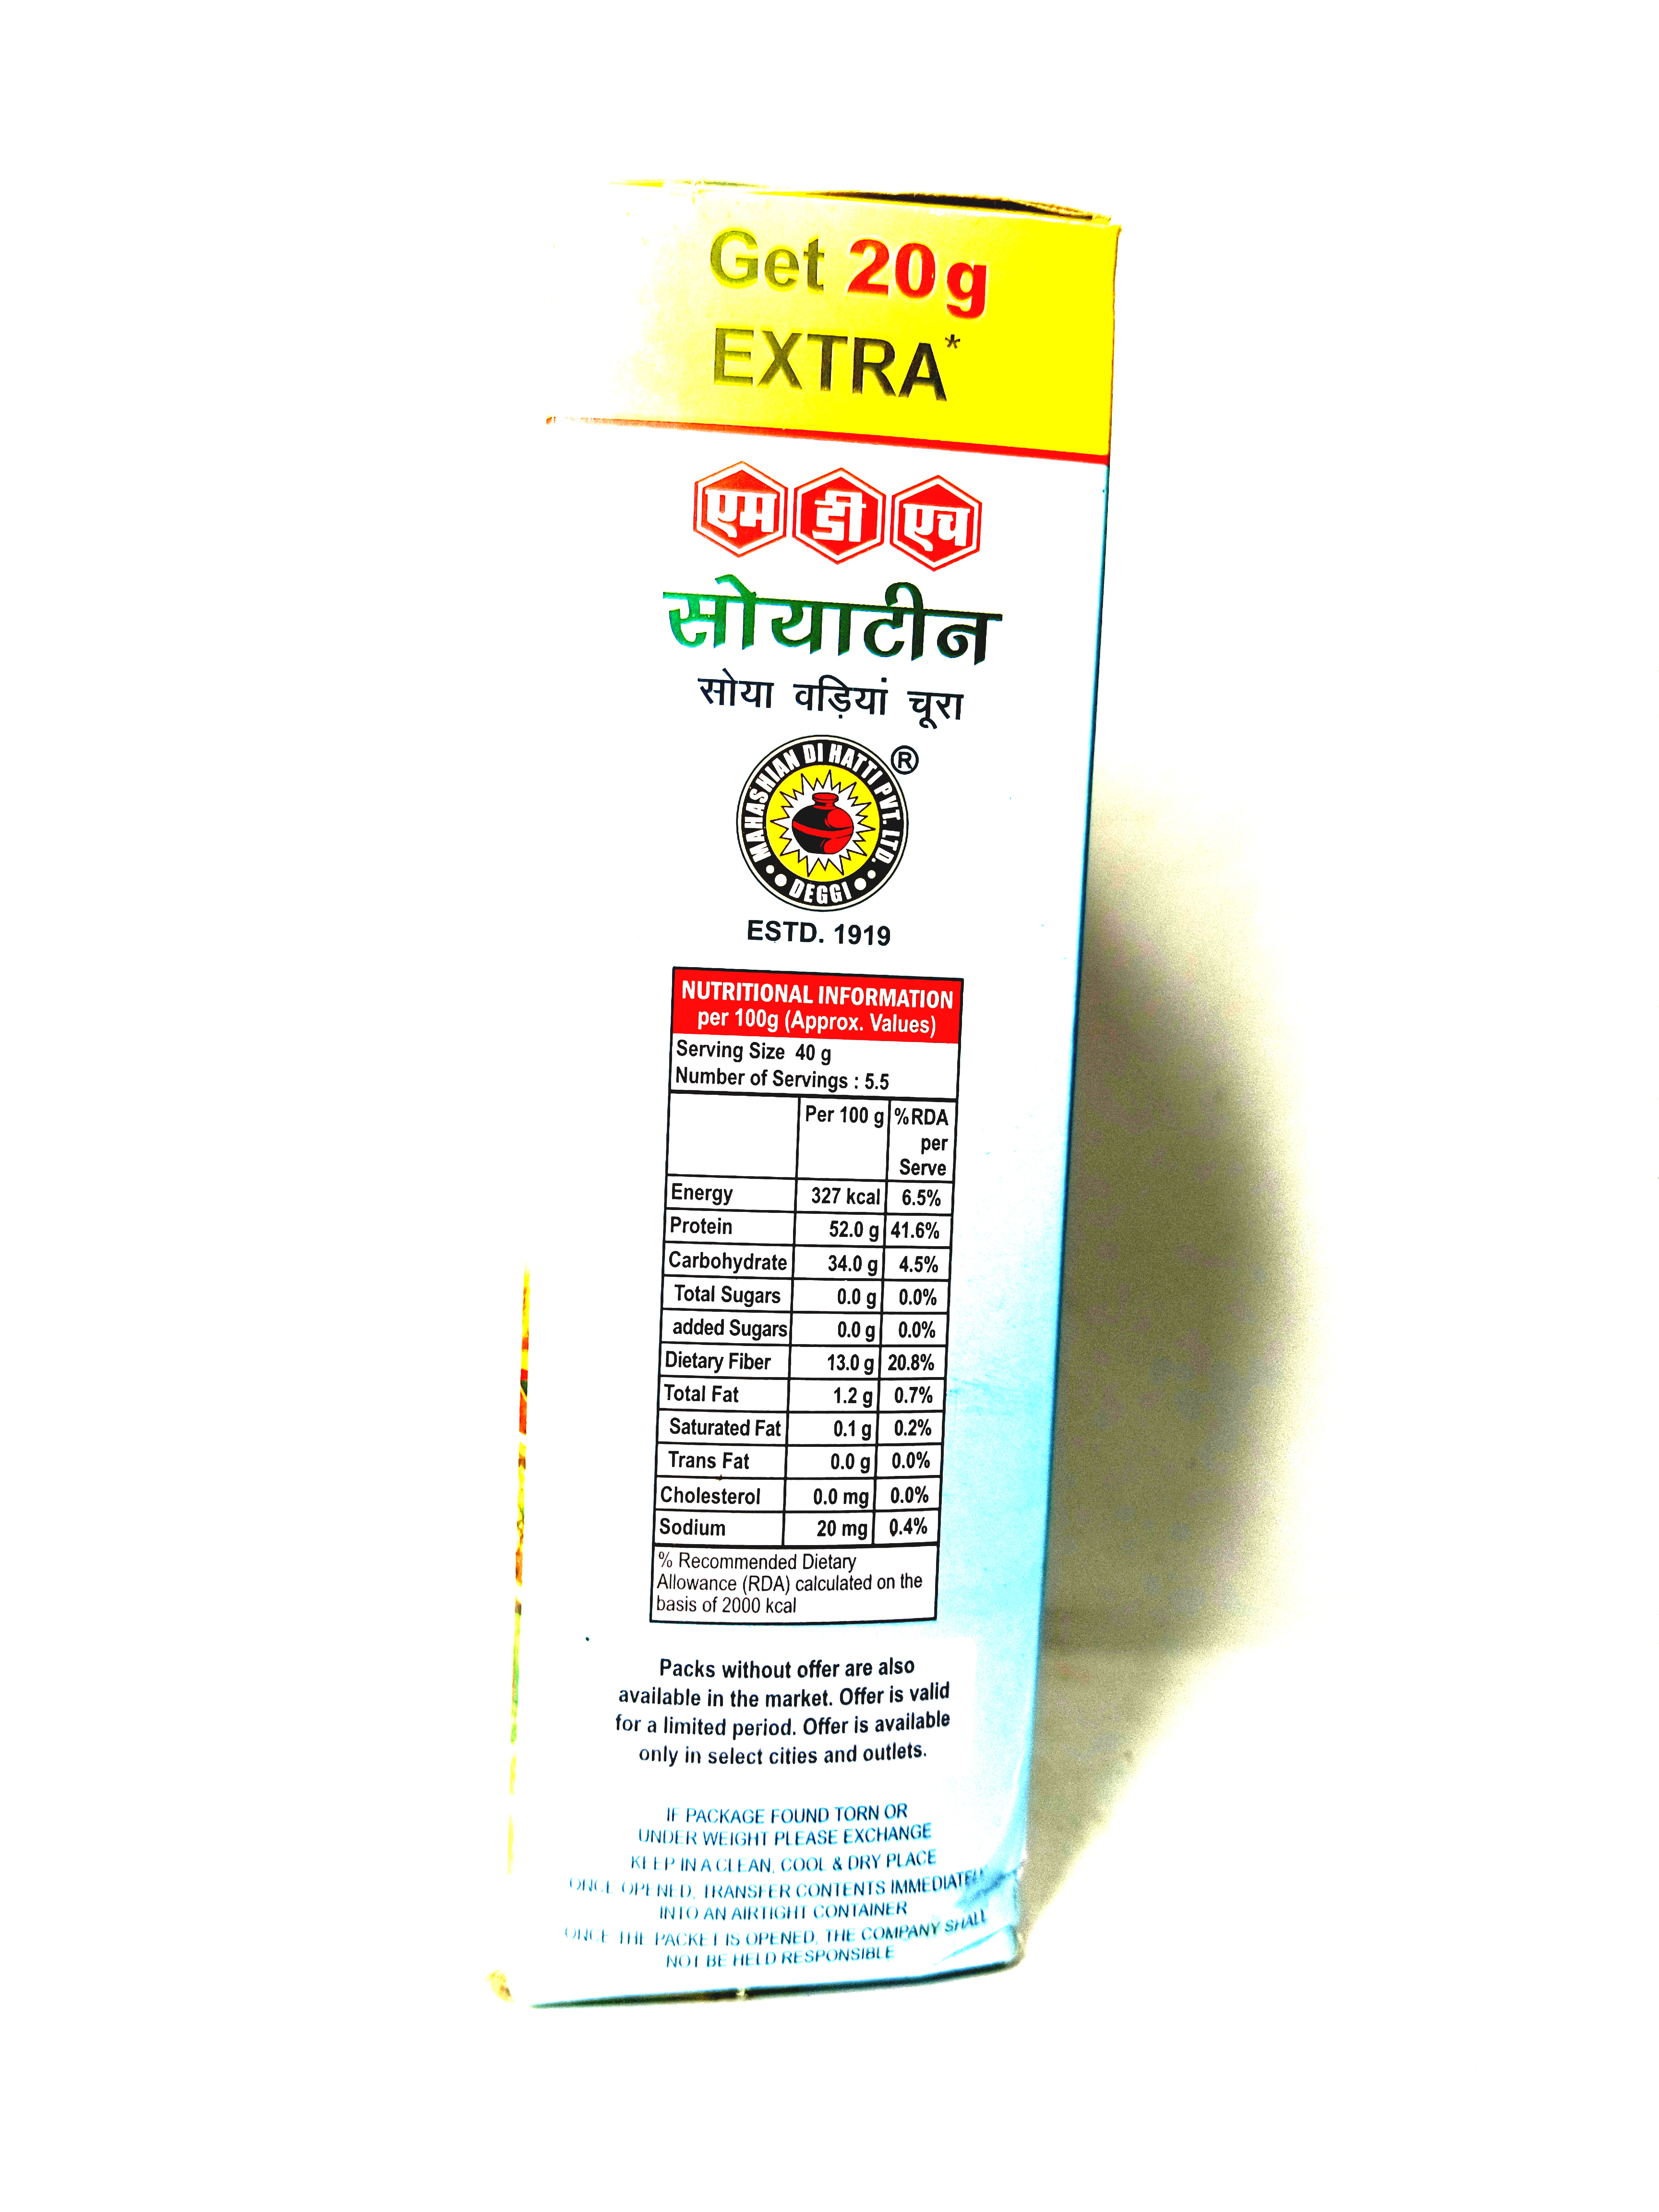 Get 20g
EXTRA*
एम डी एच
सोयाटीन
सोया वड़ियां चूरा
MAHASHIAN DI HATTI PVT. LTD. ®
DEGGI
ESTD. 1919
NUTRITIONAL INFORMATION
per 100g (Approx. Values)
Serving Size 40 g
Number of Servings : 5.5
Per 100 g %RDA
per
Serve
Energy 327 kcal 6.5%
Protein 52.0 g 41.6%
Carbohydrate 34.0 g 4.5%
Total Sugars 0.0 g 0.0%
added Sugars 0.0 g 0.0%
Dietary Fiber 13.0 g 20.8%
Total Fat 1.2 g 0.7%
Saturated Fat 0.1 g 0.2%
Trans Fat 0.0 g 0.0%
Cholesterol 0.0 mg 0.0%
Sodium 20 mg 0.4%
% Recommended Dietary
Allowance (RDA) calculated on the
basis of 2000 kcal
Packs without offer are also
available in the market. Offer is valid
for a limited period. Offer is available
only in select cities and outlets.
IF PACKAGE FOUND TORN OR
UNDER WEIGHT PLEASE EXCHANGE
KEEP IN A CLEAN, COOL & DRY PLACE
ONCE OPENED, TRANSFER CONTENTS IMMEDIATELY
INTO AN AIRTIGHT CONTAINER
ONCE THE PACKET IS OPENED, THE COMPANY SHALL
NOT BE HELD RESPONSIBLE